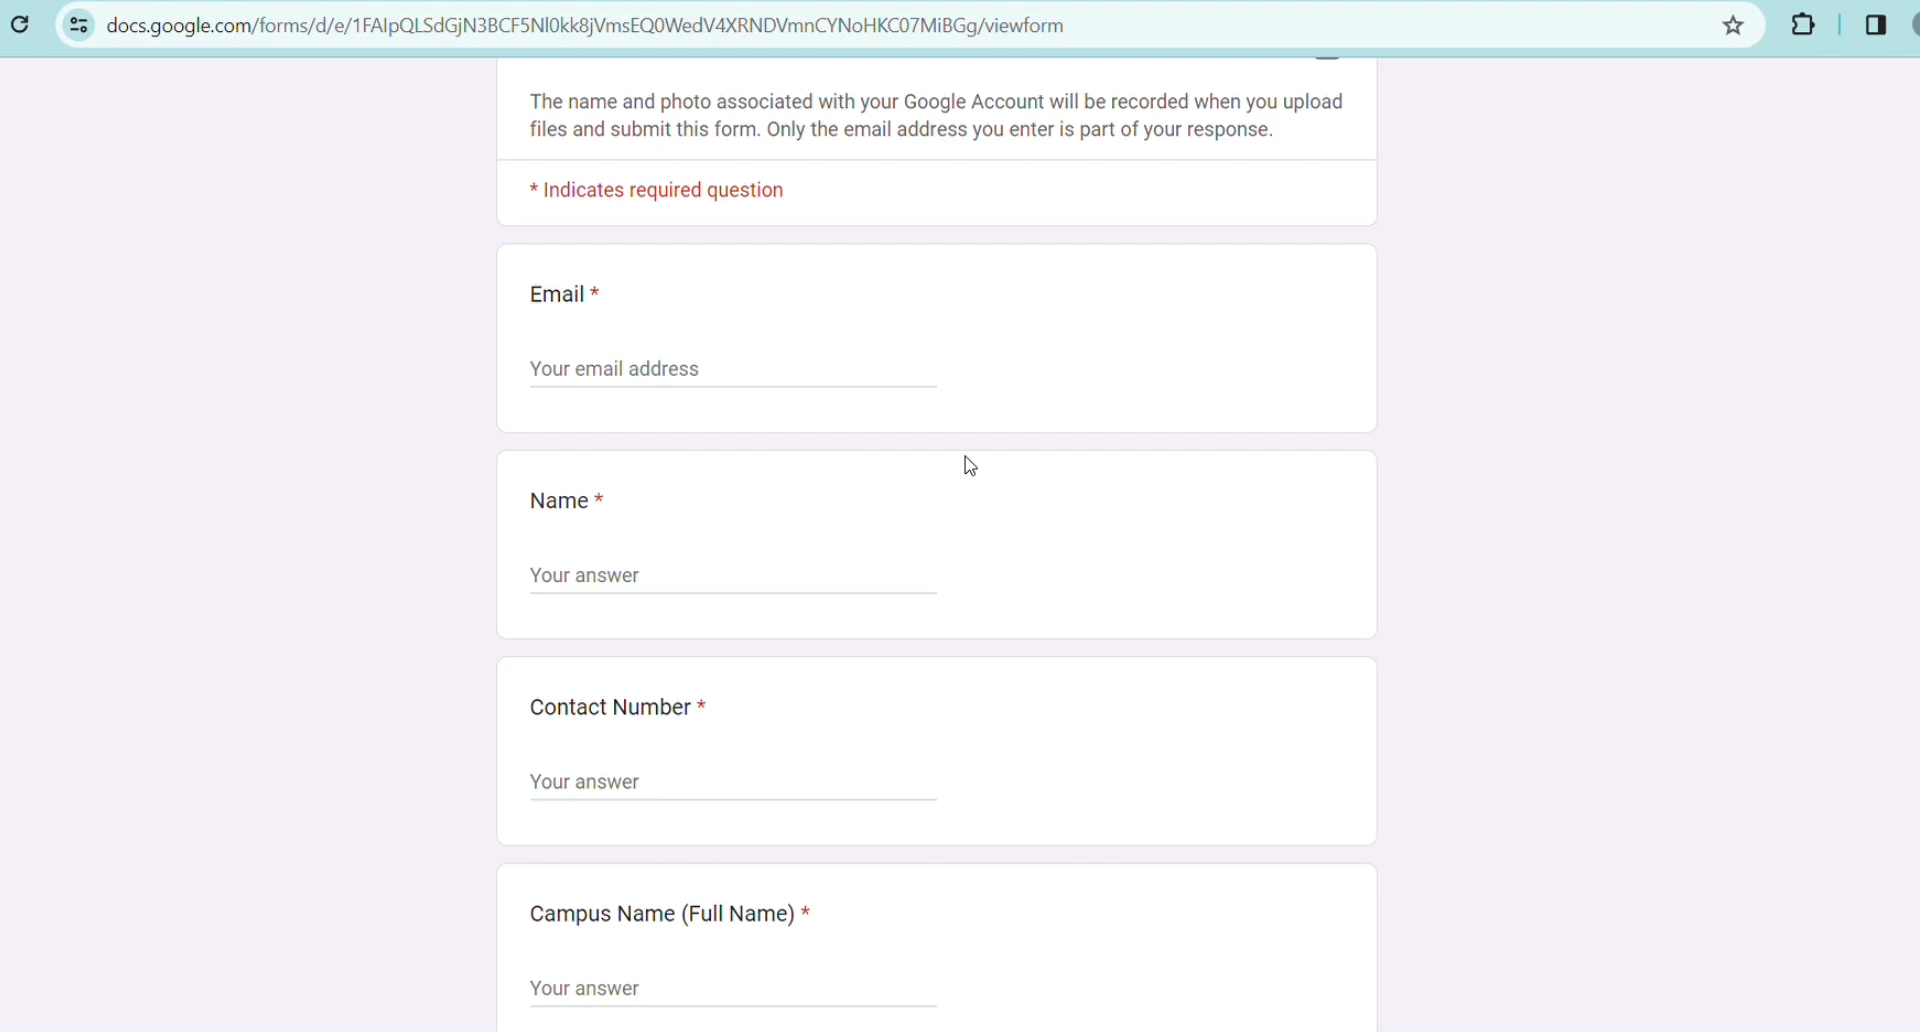 docs.google.com/forms/d/e/1FAIpQLSdGjN3BCF5Nl0kk8jVmsEQ0WedV4XRNDVmnCYNoHKC07MiBGg/viewform
The name and photo associated with your Google Account will be recorded when you upload
files and submit this form. Only the email address you enter is part of your response.
* Indicates required question
Email *
Your email address
Name *
Your answer
Contact Number *
Your answer
Campus Name (Full Name) *
Your answer